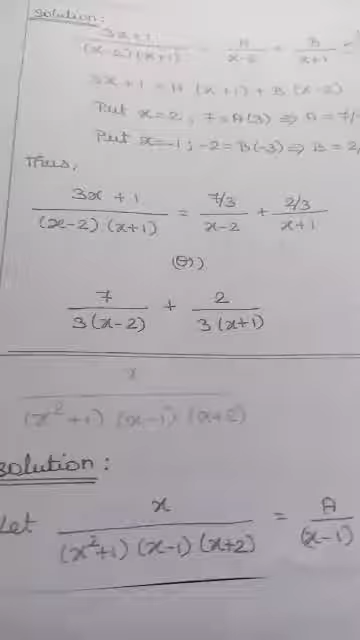 Solution:
3x+1 / (x-2)(x+1) = A / x-2 + B / x+1
3x+1 = A (x+1) + B (x-2)
Put x=2, 7=A(3) ⇒ A = 7/
Put x=-1; -2=B(-3) ⇒ B = 2/
Thus,
3x + 1 / (x-2) (x+1) = 7/3 / x-2 + 2/3 / x+1
(Or)
7 / 3(x-2) + 2 / 3(x+1)
x / (x²+1) (x-1) (x+2)
Solution:
Let x / (x²+1) (x-1) (x+2) = A / (x-1)